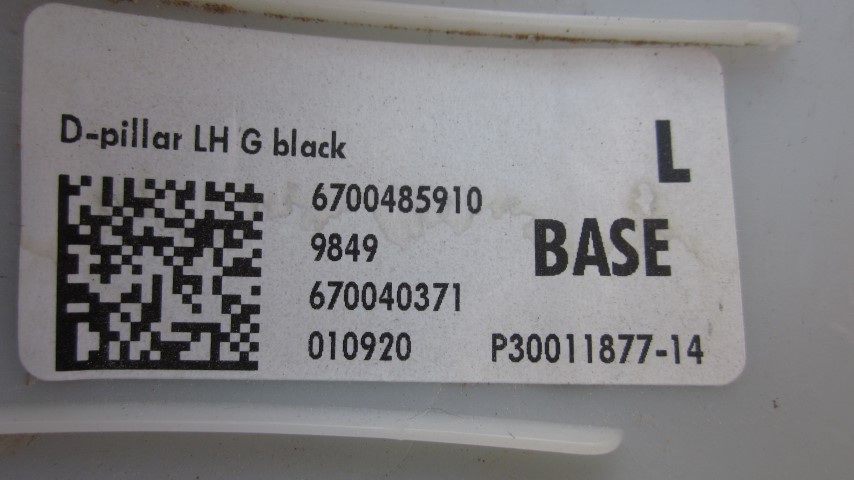 D-pillar LH G black
L
6700485910
BASE
9849
670040371
010920 P30011877-14